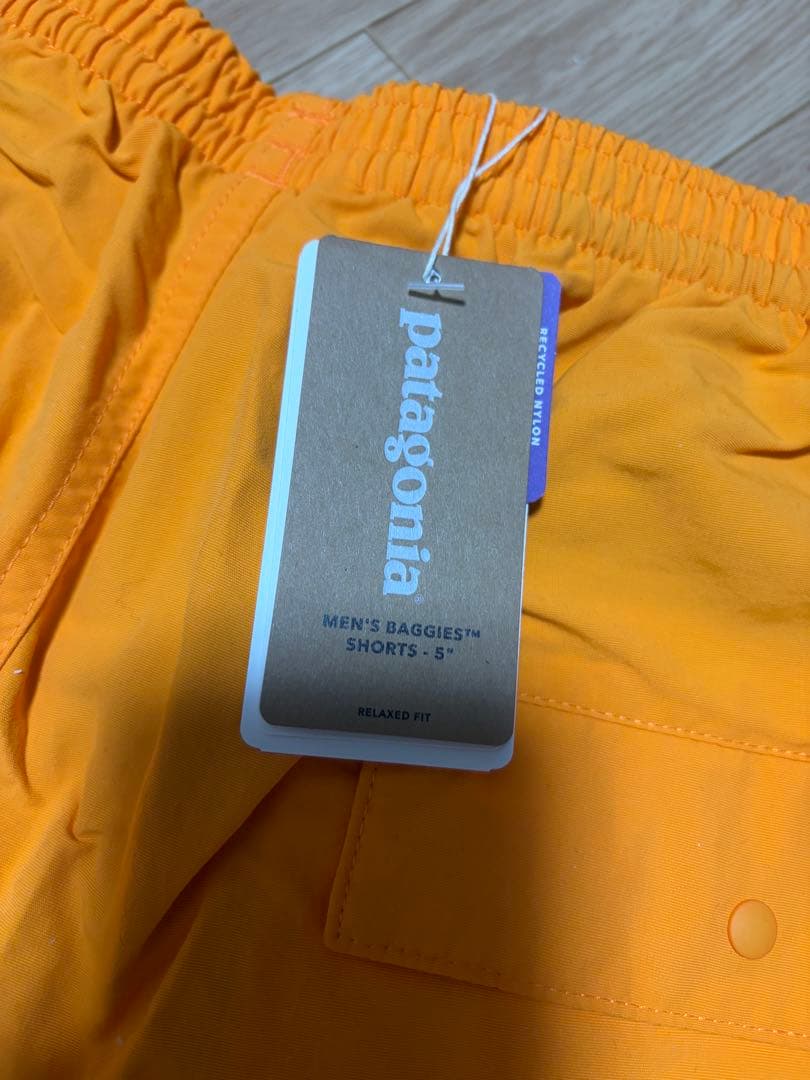 patagonia®
MEN'S BAGGIES™
SHORTS - 5"
RELAXED FIT
RECYCLED NYLON